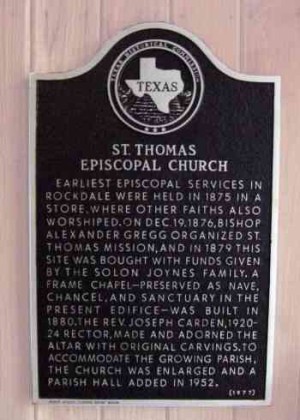 TEXAS HISTORICAL COMMISSION
TEXAS
ST. THOMAS
EPISCOPAL CHURCH
EARLIEST EPISCOPAL SERVICES IN
ROCKDALE WERE HELD IN 1875 IN A
STORE, WHERE OTHER FAITHS ALSO
WORSHIPED. ON DEC. 19, 1876, BISHOP
ALEXANDER GREGG ORGANIZED ST.
THOMAS MISSION, AND IN 1879 THIS
SITE WAS BOUGHT WITH FUNDS GIVEN
BY THE SOLON JOYNES FAMILY. A
FRAME CHAPEL—PRESERVED AS NAVE,
CHANCEL, AND SANCTUARY IN THE
PRESENT EDIFICE—WAS BUILT IN
1880. THE REV. JOSEPH CARDEN, 1920-
24 RECTOR, MADE AND ADORNED THE
ALTAR WITH ORIGINAL CARVINGS. TO
ACCOMMODATE THE GROWING PARISH,
THE CHURCH WAS ENLARGED AND A
PARISH HALL ADDED IN 1952.
(1977)